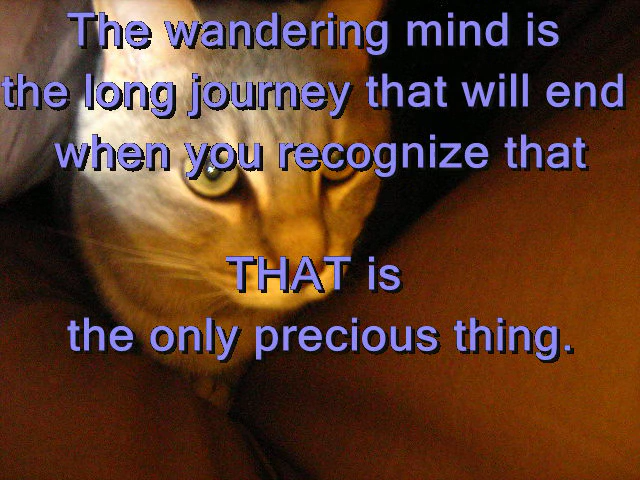 The wandering mind is
the long journey that will end
when you recognize that
THAT is
the only precious thing.